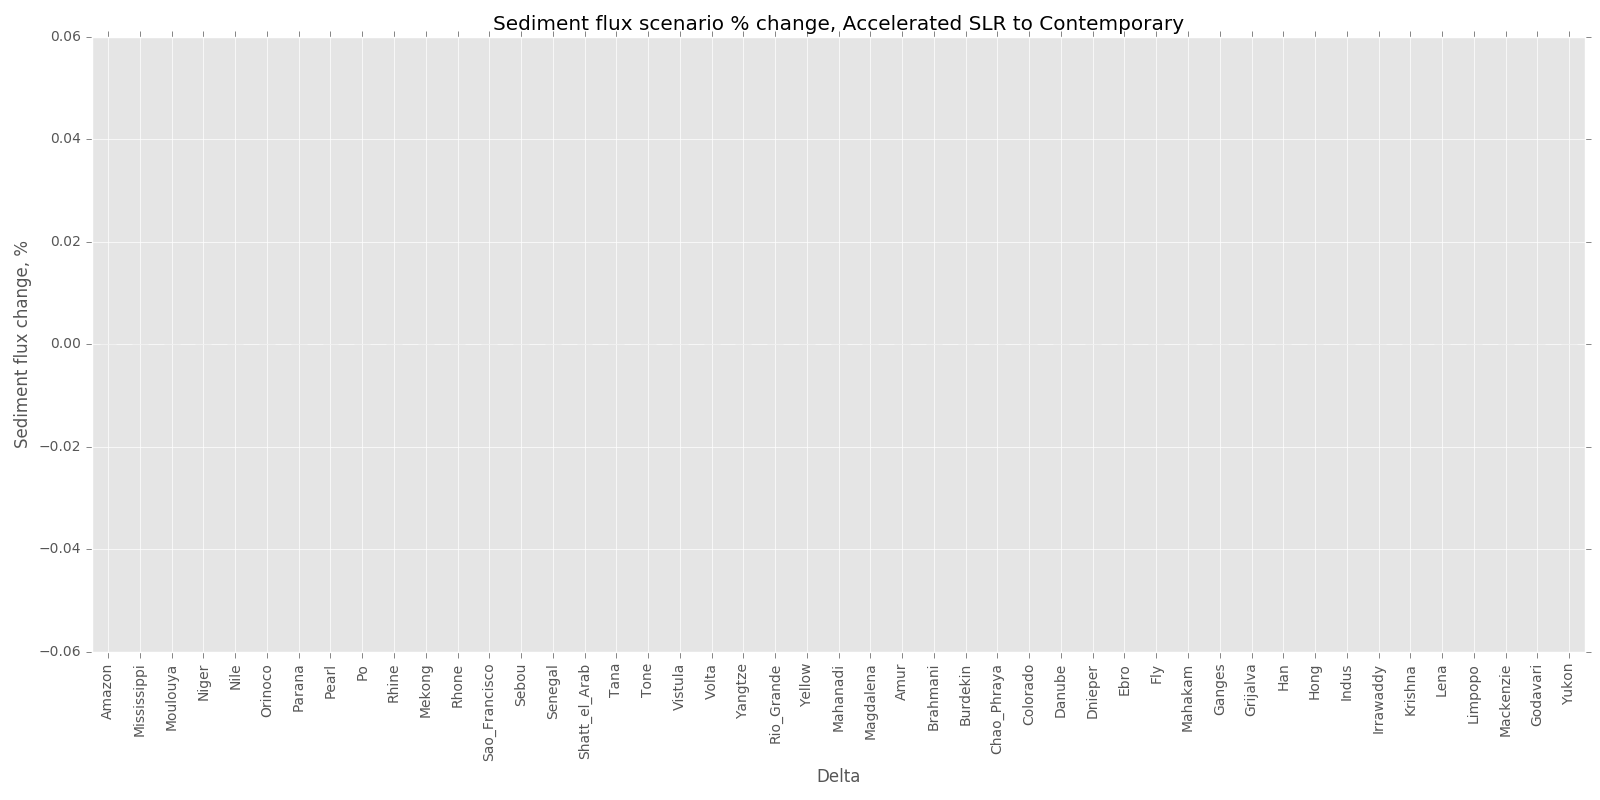 Sediment flux scenario % change, Accelerated SLR to Contemporary
0.06
0.04
0.02
0.00
−0.02
−0.04
−0.06
Sediment flux change, %
Amazon
Mississippi
Moulouya
Niger
Nile
Orinoco
Parana
Pearl
Po
Rhine
Mekong
Rhone
Sao_Francisco
Sebou
Senegal
Shatt_el_Arab
Tana
Tone
Vistula
Volta
Yangtze
Rio_Grande
Yellow
Mahanadi
Magdalena
Amur
Brahmani
Burdekin
Chao_Phraya
Colorado
Danube
Dnieper
Ebro
Fly
Mahakam
Ganges
Grijalva
Han
Hong
Indus
Irrawaddy
Krishna
Lena
Limpopo
Mackenzie
Godavari
Yukon
Delta